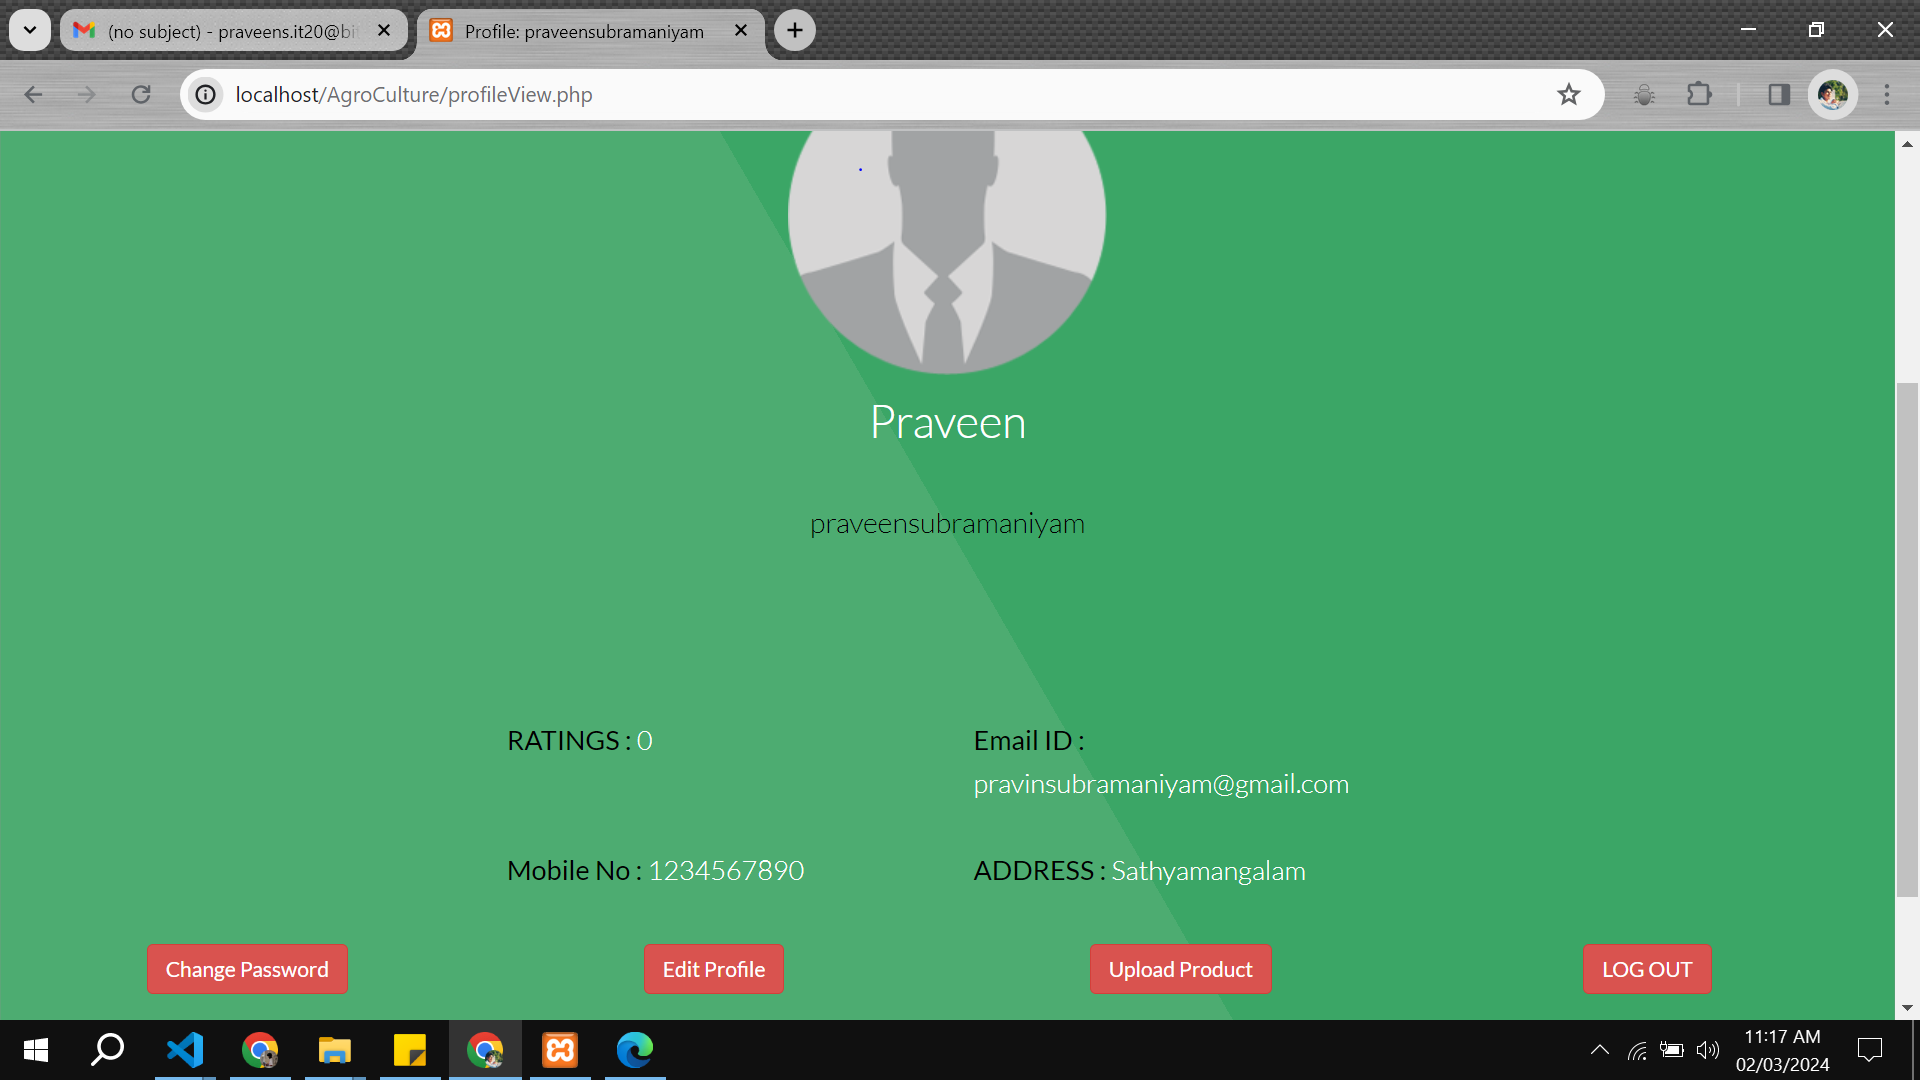 (no subject) - praveens.it20@bi
Profile: praveensubramaniyam
localhost/AgroCulture/profileView.php
Praveen
praveensubramaniyam
RATINGS : 0
Email ID :
pravinsubramaniyam@gmail.com
Mobile No : 1234567890
ADDRESS : Sathyamangalam
Change Password
Edit Profile
Upload Product
LOG OUT
11:17 AM
02/03/2024